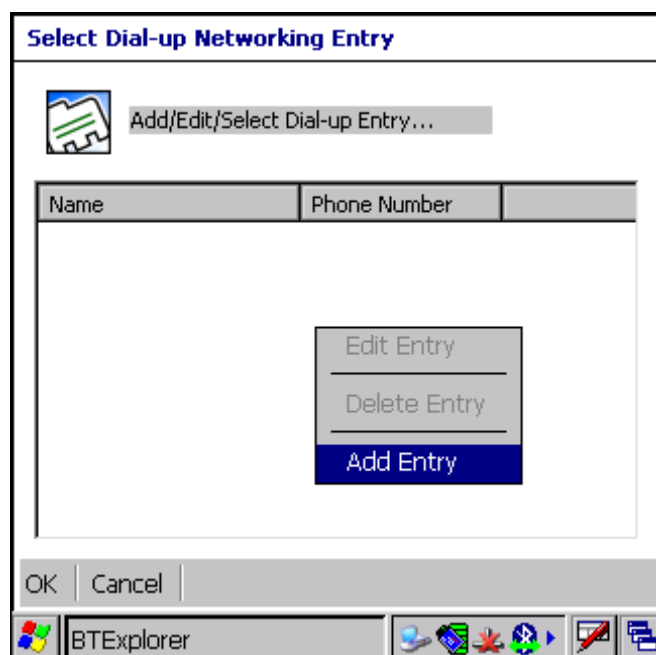 Select Dial-up Networking Entry
Add/Edit/Select Dial-up Entry...
Name Phone Number
Edit Entry
Delete Entry
Add Entry
OK Cancel
BTExplorer